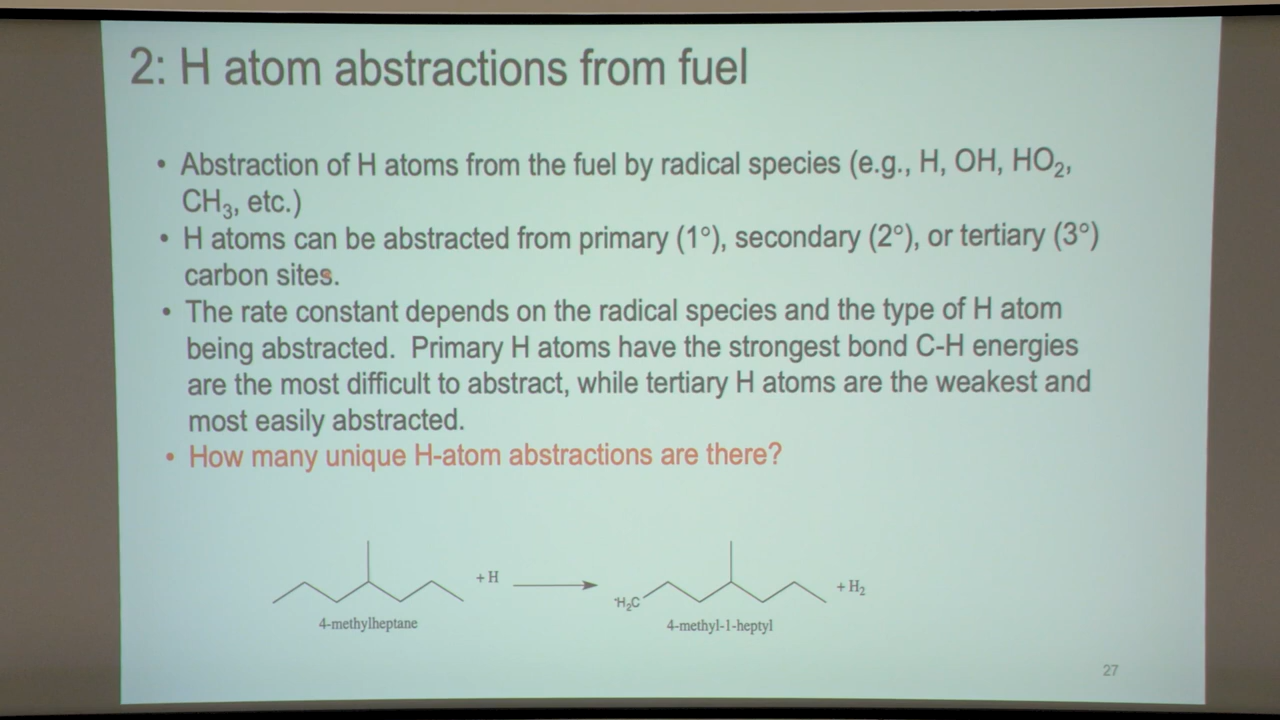 2: H atom abstractions from fuel
• Abstraction of H atoms from the fuel by radical species (e.g., H, OH, HO₂,
CH₃, etc.)
• H atoms can be abstracted from primary (1°), secondary (2°), or tertiary (3°)
carbon sites.
• The rate constant depends on the radical species and the type of H atom
being abstracted. Primary H atoms have the strongest bond C-H energies
are the most difficult to abstract, while tertiary H atoms are the weakest and
most easily abstracted.
• How many unique H-atom abstractions are there?
+ H
•H₂C
+ H₂
4-methylheptane
4-methyl-1-heptyl
27